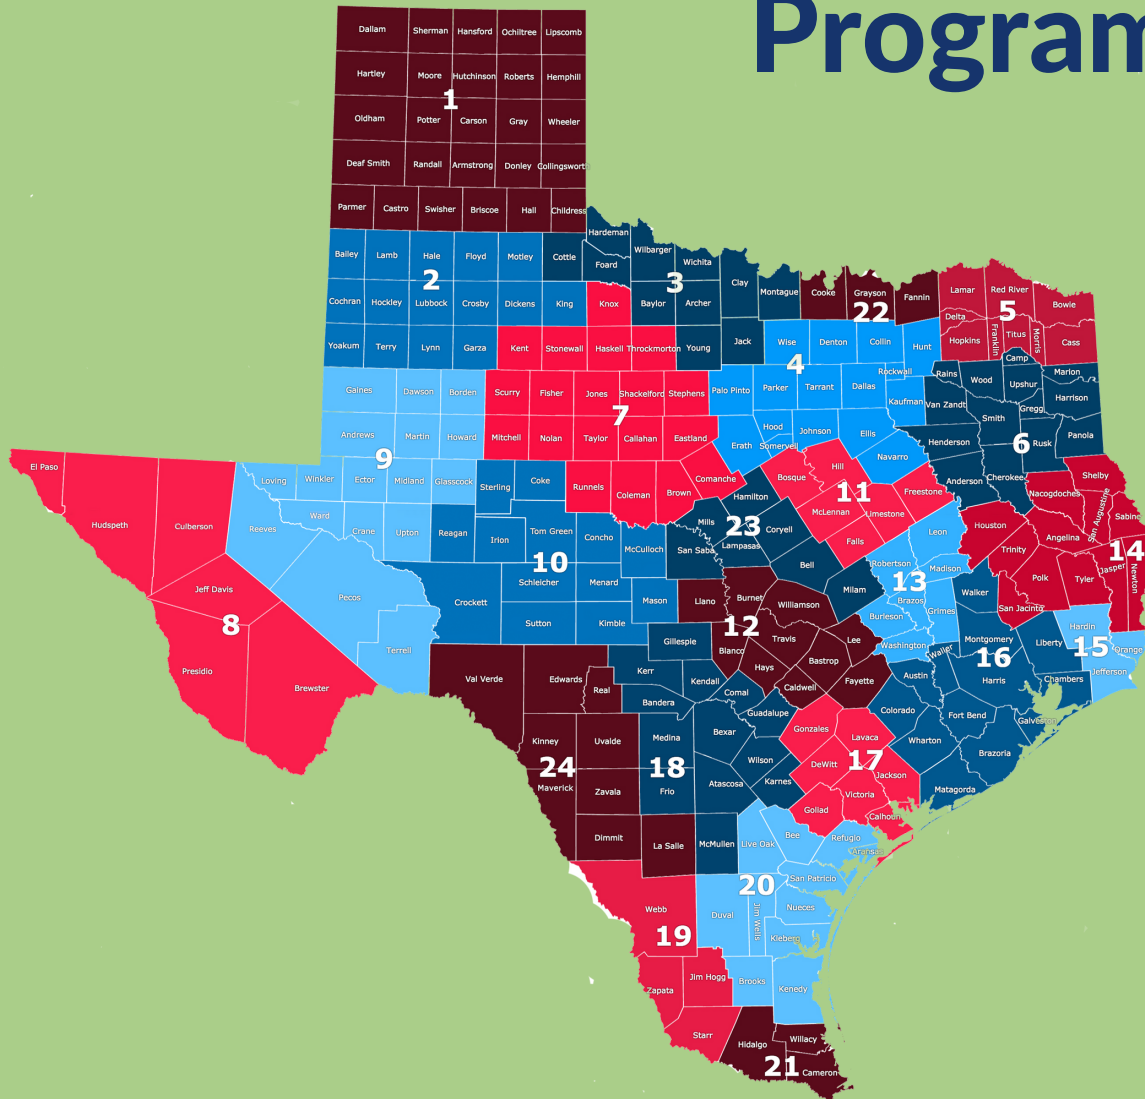 Program
Dallam Sherman Hansford Ochiltree Lipscomb
Hartley Moore Hutchinson Roberts Hemphill
1
Oldham Potter Carson Gray Wheeler
Deaf Smith Randall Armstrong Donley Collingsworth
Parmer Castro Swisher Briscoe Hall Childress
Hardeman
Bailey Lamb Hale Floyd Motley Cottle Foard Wilbarger Wichita Clay Montague Cooke Grayson Fannin Lamar Red River Bowie
2 3 22 5
Cochran Hockley Lubbock Crosby Dickens King Knox Baylor Archer Delta Hopkins Franklin Titus Morris Cass
Yoakum Terry Lynn Garza Kent Stonewall Haskell Throckmorton Young Jack Wise Denton Collin Hunt Rockwall Camp
4
Gaines Dawson Borden Scurry Fisher Jones Shackelford Stephens Palo Pinto Parker Tarrant Dallas Kaufman Rains Wood Upshur Marion
7
Van Zandt Smith Gregg Harrison
Andrews Martin Howard Mitchell Nolan Taylor Callahan Eastland Erath Hood Somervell Johnson Ellis Navarro Henderson Rusk Panola
9 6
El Paso Hudspeth Culberson Loving Winkler Ector Midland Glasscock Sterling Coke Runnels Coleman Brown Comanche Bosque Hill Freestone Anderson Cherokee Shelby
11
Nacogdoches San Augustine Sabine
Reeves Ward Crane Upton Reagan Irion Tom Green Concho McCulloch San Saba Mills Hamilton Lampasas Coryell McLennan Limestone Falls Leon Houston Angelina
10 23 14
Trinity Polk Tyler Jasper Newton
Jeff Davis Pecos Crockett Schleicher Menard Mason Llano Burnet Bell Milam Robertson Madison Walker San Jacinto
8 12 13
Presidio Brewster Terrell Sutton Kimble Gillespie Blanco Williamson Travis Lee Burleson Brazos Grimes Washington Montgomery Liberty Hardin Orange
16 15
Jefferson Chambers Harris Waller
Val Verde Edwards Real Kerr Kendall Bandera Comal Hays Caldwell Bastrop Fayette Austin Colorado Fort Bend Galveston
Kinney Uvalde Medina Bexar Guadalupe Gonzales Lavaca Wharton Brazoria
24 18 17
Maverick Zavala Frio Atascosa Wilson Karnes DeWitt Jackson Victoria Matagorda
Goliad Calhoun
Dimmit La Salle McMullen Live Oak Bee Refugio Aransas
20
San Patricio
Webb Duval Jim Wells Nueces
19
Kleberg
Zapata Jim Hogg Brooks Kenedy
Starr Hidalgo Willacy
21
Cameron